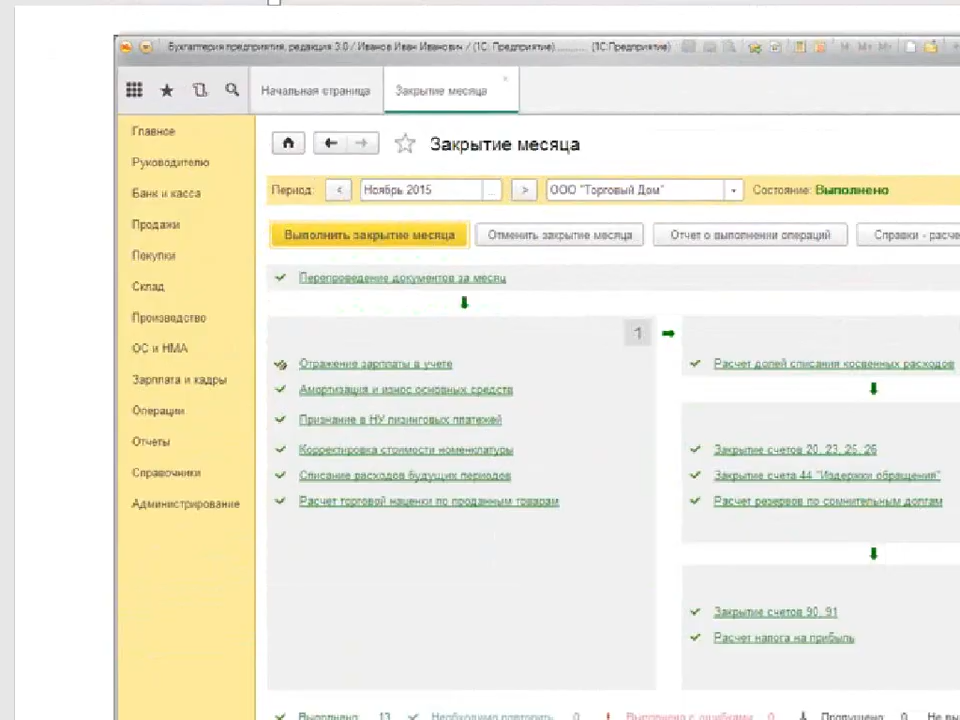 Бухгалтерия предприятия, редакция 3.0 / Иванов Иван Иванович / (1С:Предприятие)......... (1С:Предприятие)
Начальная страница
Закрытие месяца
Главное
Руководителю
Банк и касса
Продажи
Покупки
Склад
Производство
ОС и НМА
Зарплата и кадры
Операции
Отчеты
Справочники
Администрирование
Закрытие месяца
Период: Ноябрь 2015 ООО "Торговый Дом" Состояние: Выполнено
Выполнить закрытие месяца Отменить закрытие месяца Отчет о выполнении операций Справки - расче
Перепроведение документов за месяц
1
Отражение зарплаты в учете
Амортизация и износ основных средств
Признание в НУ лизинговых платежей
Корректировка стоимости номенклатуры
Списание расходов будущих периодов
Расчет торговой наценки по проданным товарам
Расчет долей списания косвенных расходов
Закрытие счетов 20, 23, 25, 26
Закрытие счета 44 "Издержки обращения"
Расчет резервов по сомнительным долгам
Закрытие счетов 90, 91
Расчет налога на прибыль
Выполнено 13 Необходимо повторить 0 Выполнена с ошибками 0 Пропущено 0 Не вы